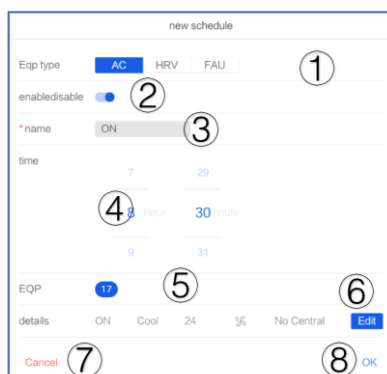 new schedule
Eqp type AC HRV FAU ①
enabledisable ②
*name ON ③
time
7 29
④ 8 Hour 30 Minute
9 31
EQP 17 ⑤
⑥
details ON Cool 24 No Central Edit
Cancel ⑦ ⑧ OK